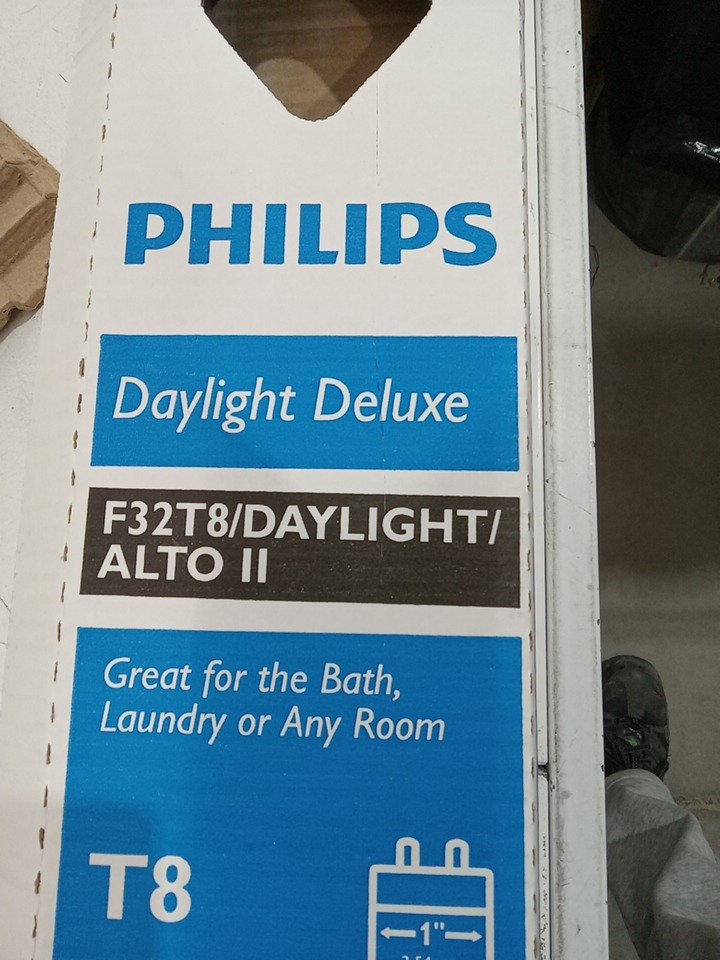 PHILIPS
Daylight Deluxe
F32T8/DAYLIGHT/
ALTO II
Great for the Bath,
Laundry or Any Room
T8
1"